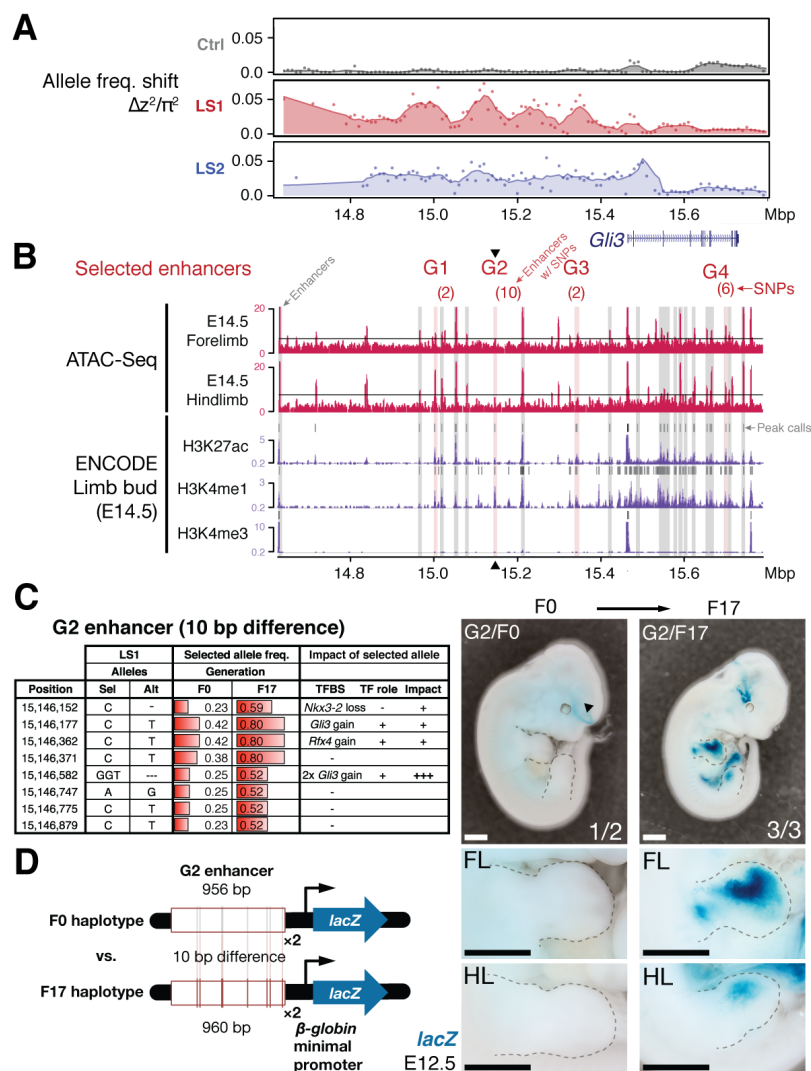 A
Allele freq. shift
Δz²/π²
Ctrl
0.05
0.0
LS1
0.05
0.0
LS2
0.05
0.0
14.8 15.0 15.2 15.4 15.6 Mbp
Gli3
B
Selected enhancers
Enhancers
G1
(2)
G2
(10)
Enhancers
w/ SNPs
G3
(2)
G4
(6)
SNPs
ATAC-Seq
E14.5
Forelimb
20
0
E14.5
Hindlimb
20
0
Peak calls
ENCODE
Limb bud
(E14.5)
H3K27ac
5
0.2
H3K4me1
3
0.2
H3K4me3
10
0.2
14.8 15.0 15.2 15.4 15.6 Mbp
C
G2 enhancer (10 bp difference)
LS1 Selected allele freq. Impact of selected allele
Alleles Generation
Position Sel Alt F0 F17 TFBS TF role Impact
15,146,152 C - 0.23 0.59 Nkx3-2 loss - +
15,146,177 C T 0.42 0.80 Gli3 gain + +
15,146,362 C T 0.42 0.80 Rfx4 gain + +
15,146,371 C T 0.38 0.80 -
15,146,582 GGT --- 0.25 0.52 2x Gli3 gain + +++
15,146,747 A G 0.25 0.52 -
15,146,775 C T 0.25 0.52 -
15,146,879 C T 0.23 0.52 -
F0 F17
G2/F0
1/2
G2/F17
3/3
FL
FL
HL
HL
D
G2 enhancer
956 bp
F0 haplotype
lacZ
×2
vs.
10 bp difference
F17 haplotype
lacZ
×2
960 bp
β-globin
minimal
promoter
lacZ
E12.5